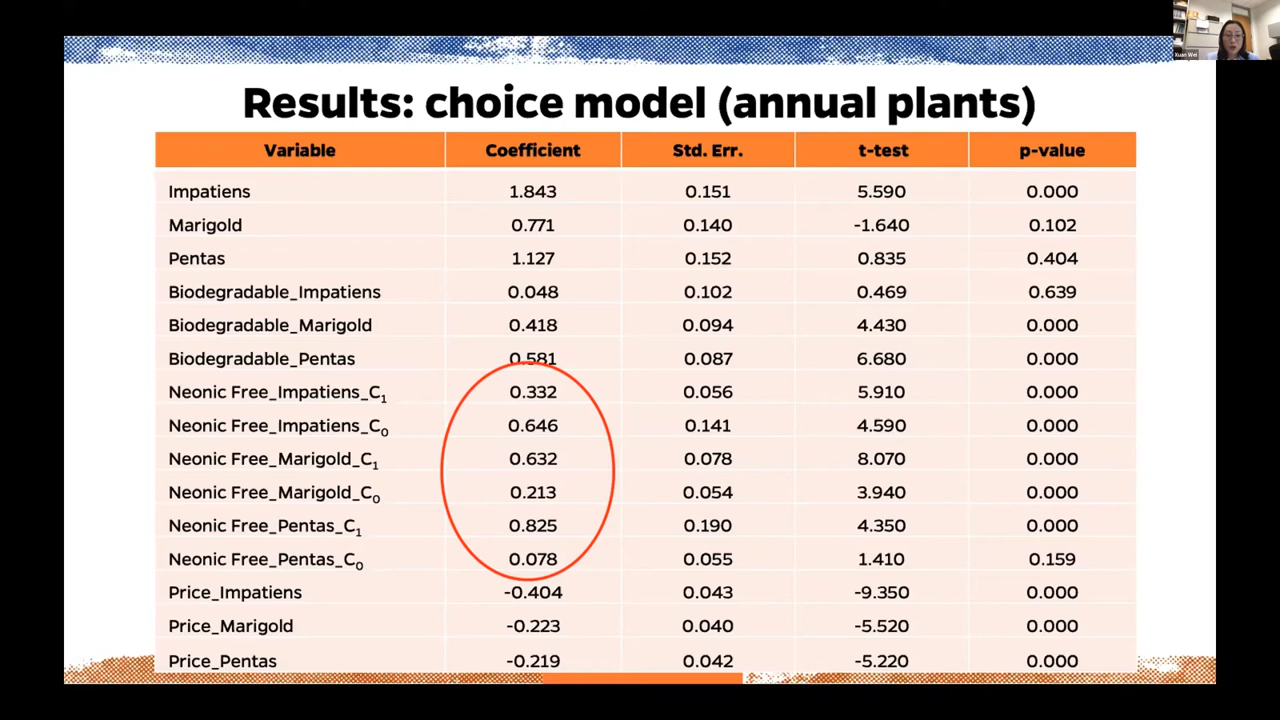 Xuan Wei
Results: choice model (annual plants)
Variable Coefficient Std. Err. t-test p-value
Impatiens 1.843 0.151 5.590 0.000
Marigold 0.771 0.140 -1.640 0.102
Pentas 1.127 0.152 0.835 0.404
Biodegradable_Impatiens 0.048 0.102 0.469 0.639
Biodegradable_Marigold 0.418 0.094 4.430 0.000
Biodegradable_Pentas 0.581 0.087 6.680 0.000
Neonic Free_Impatiens_C₁ 0.332 0.056 5.910 0.000
Neonic Free_Impatiens_C₀ 0.646 0.141 4.590 0.000
Neonic Free_Marigold_C₁ 0.632 0.078 8.070 0.000
Neonic Free_Marigold_C₀ 0.213 0.054 3.940 0.000
Neonic Free_Pentas_C₁ 0.825 0.190 4.350 0.000
Neonic Free_Pentas_C₀ 0.078 0.055 1.410 0.159
Price_Impatiens -0.404 0.043 -9.350 0.000
Price_Marigold -0.223 0.040 -5.520 0.000
Price_Pentas -0.219 0.042 -5.220 0.000